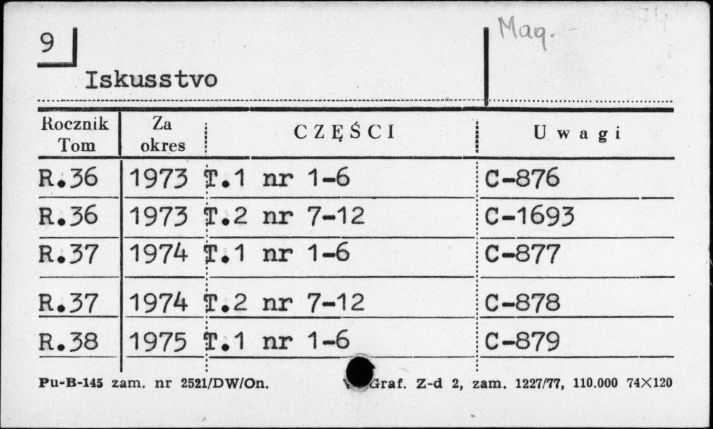 9 Mag.
Iskusstvo
Rocznik Tom Za okres CZĘŚCI Uwagi
R.36 1973 T.1 nr 1-6 C-876
R.36 1973 T.2 nr 7-12 C-1693
R.37 1974 T.1 nr 1-6 C-877
R.37 1974 T.2 nr 7-12 C-878
R.38 1975 T.1 nr 1-6 C-879
Pu-B-145 zam. nr 2521/DW/On. Graf. Z-d 2, zam. 1227/77, 110.000 74X120